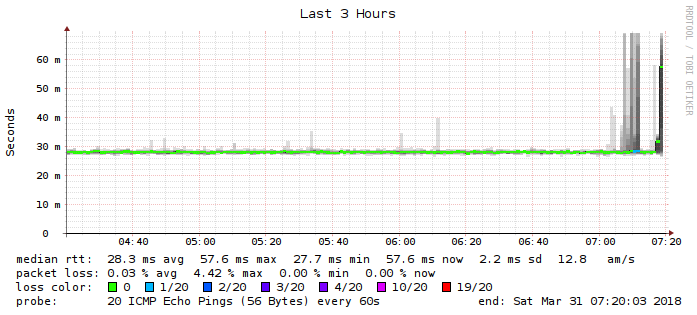 Last 3 Hours
RRDTOOL / TOBI OETIKER
Seconds
60 m
50 m
40 m
30 m
20 m
10 m
0
04:40 05:00 05:20 05:40 06:00 06:20 06:40 07:00 07:20
median rtt: 28.3 ms avg 57.6 ms max 27.7 ms min 57.6 ms now 2.2 ms sd 12.8 am/s
packet loss: 0.03 % avg 4.42 % max 0.00 % min 0.00 % now
loss color: 0 1/20 2/20 3/20 4/20 10/20 19/20
probe: 20 ICMP Echo Pings (56 Bytes) every 60s end: Sat Mar 31 07:20:03 2018